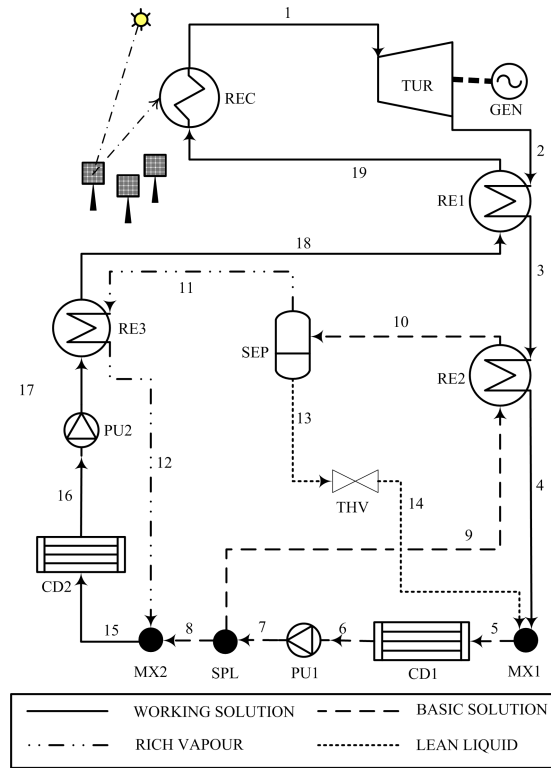 1
TUR
GEN
REC
2
19
RE1
18
3
11
10
RE3
SEP
RE2
17
13
PU2
12
4
16
THV
14
9
CD2
15
8
7
6
5
MX2
SPL
PU1
CD1
MX1
WORKING SOLUTION
BASIC SOLUTION
RICH VAPOUR
LEAN LIQUID